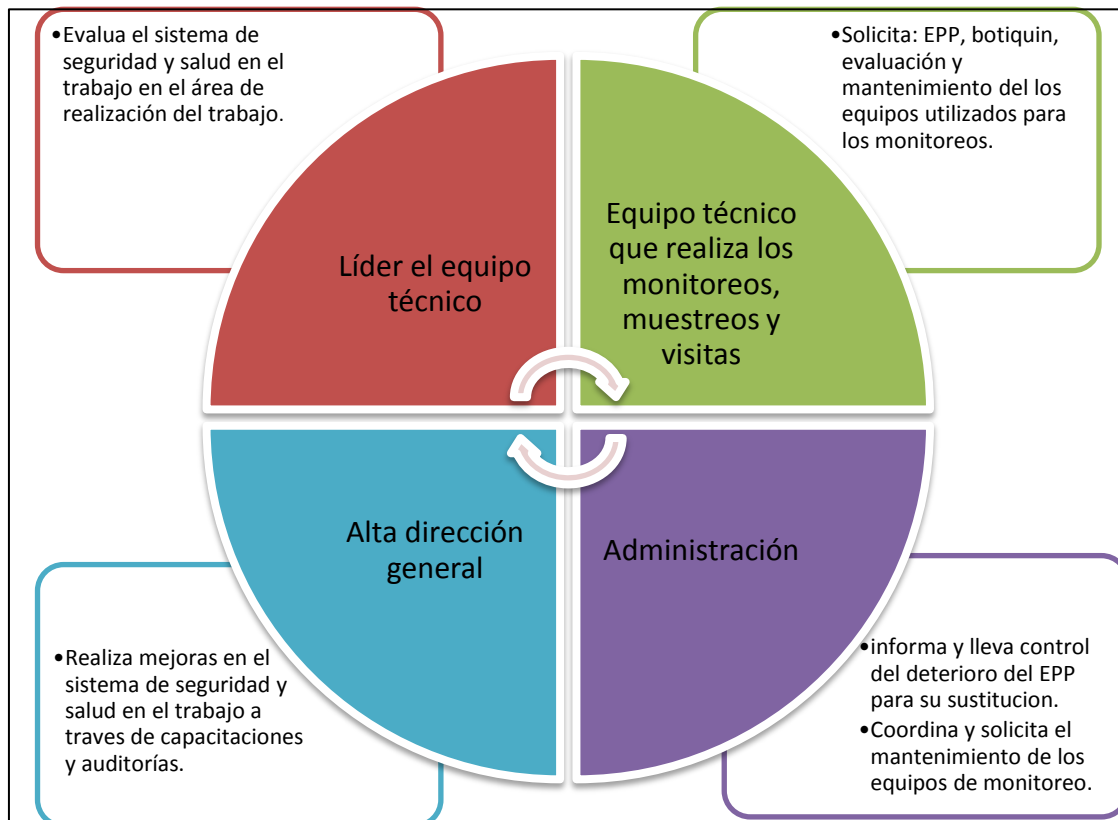 •Evalua el sistema de
seguridad y salud en el
trabajo en el área de
realización del trabajo.
•Solicita: EPP, botiquin,
evaluación y
mantenimiento del los
equipos utilizados para
los monitoreos.
Líder el equipo
técnico
Equipo técnico
que realiza los
monitoreos,
muestreos y
visitas
Alta dirección
general
Administración
•Realiza mejoras en el
sistema de seguridad y
salud en el trabajo a
traves de capacitaciones
y auditorías.
•informa y lleva control
del deterioro del EPP
para su sustitucion.
•Coordina y solicita el
mantenimiento de los
equipos de monitoreo.